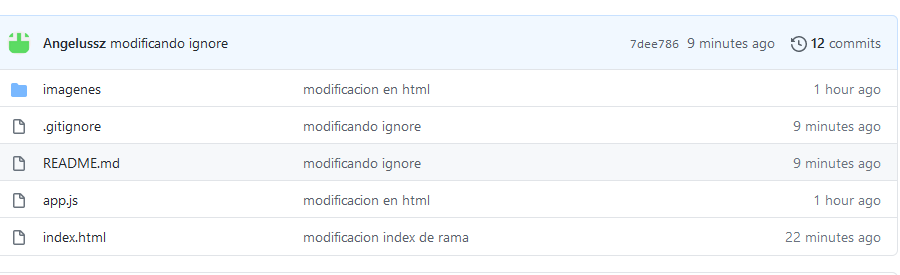 Angelussz modificando ignore 7dee786 9 minutes ago 12 commits
imagenes modificacion en html 1 hour ago
.gitignore modificando ignore 9 minutes ago
README.md modificando ignore 9 minutes ago
app.js modificacion en html 1 hour ago
index.html modificacion index de rama 22 minutes ago